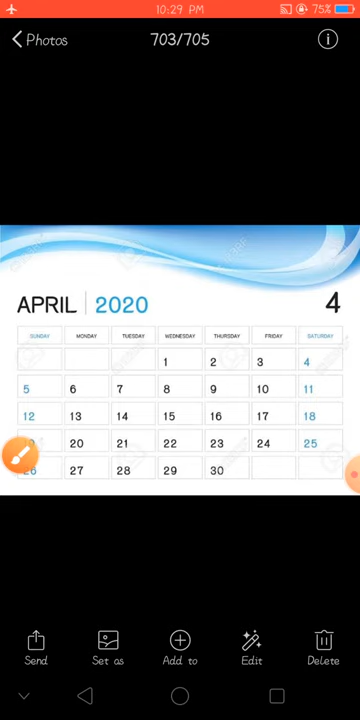 10:29 PM 75%
Photos 703/705
APRIL 2020 4
SUNDAY MONDAY TUESDAY WEDNESDAY THURSDAY FRIDAY SATURDAY
1 2 3 4
5 6 7 8 9 10 11
12 13 14 15 16 17 18
20 21 22 23 24 25
26 27 28 29 30
Send Set as Add to Edit Delete